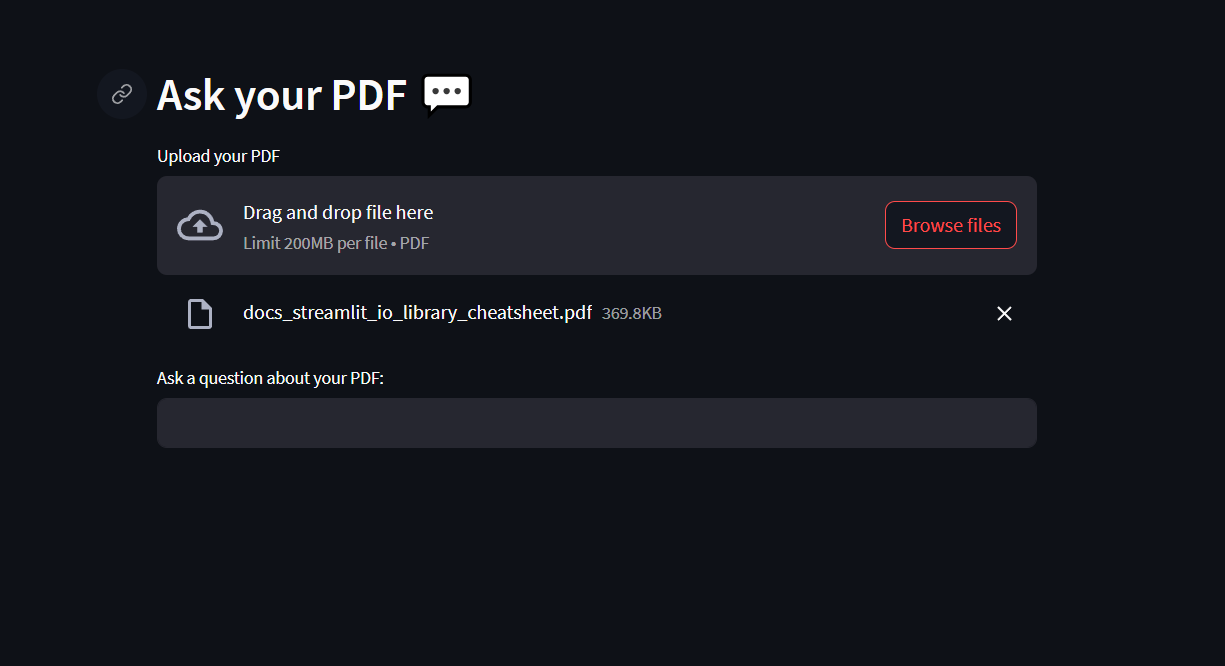 Ask your PDF 💬
Upload your PDF
Drag and drop file here
Limit 200MB per file • PDF
Browse files
docs_streamlit_io_library_cheatsheet.pdf 369.8KB
Ask a question about your PDF: